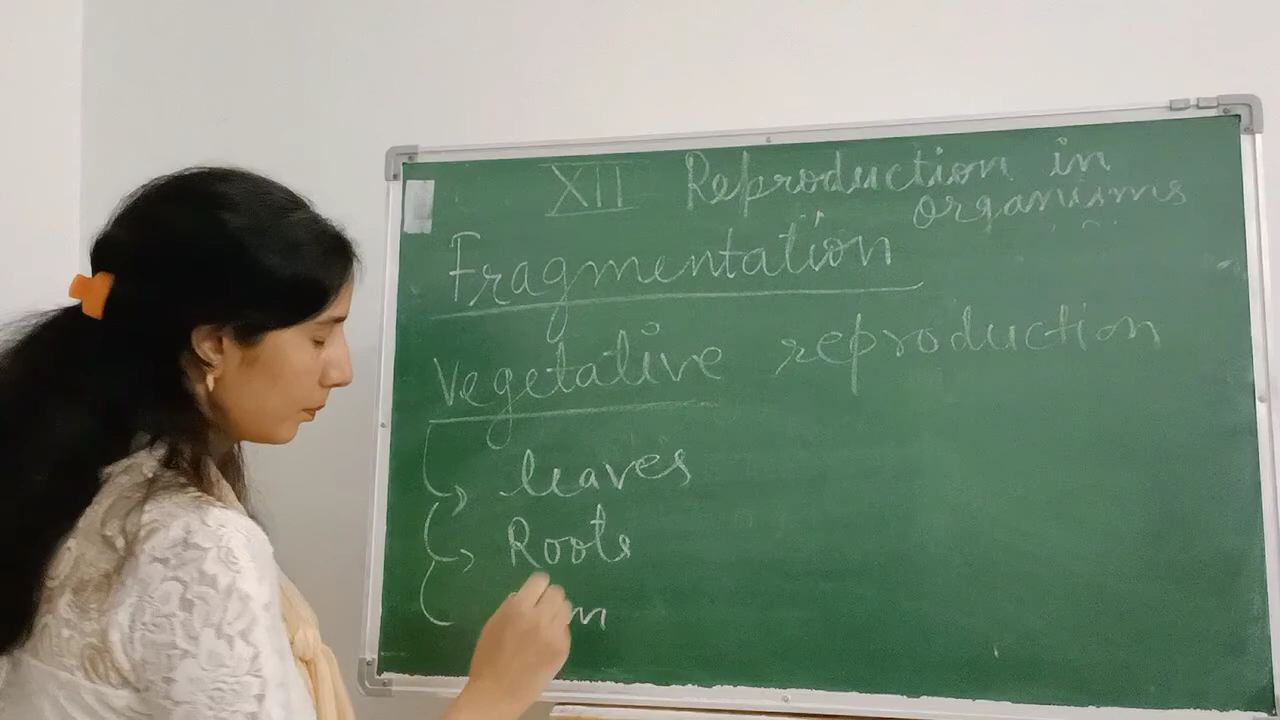 XII Reproduction in
organisms
Fragmentation
Vegetative reproduction
leaves
Roots